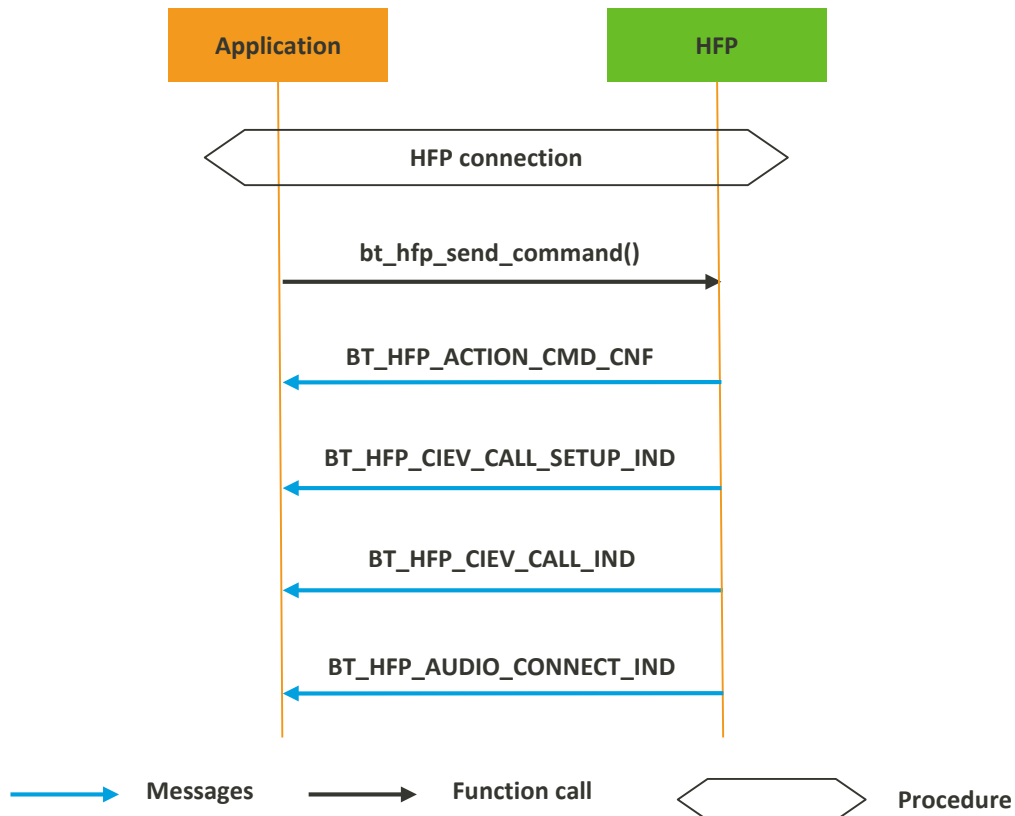 Application
HFP
HFP connection
bt_hfp_send_command()
BT_HFP_ACTION_CMD_CNF
BT_HFP_CIEV_CALL_SETUP_IND
BT_HFP_CIEV_CALL_IND
BT_HFP_AUDIO_CONNECT_IND
Messages
Function call
Procedure